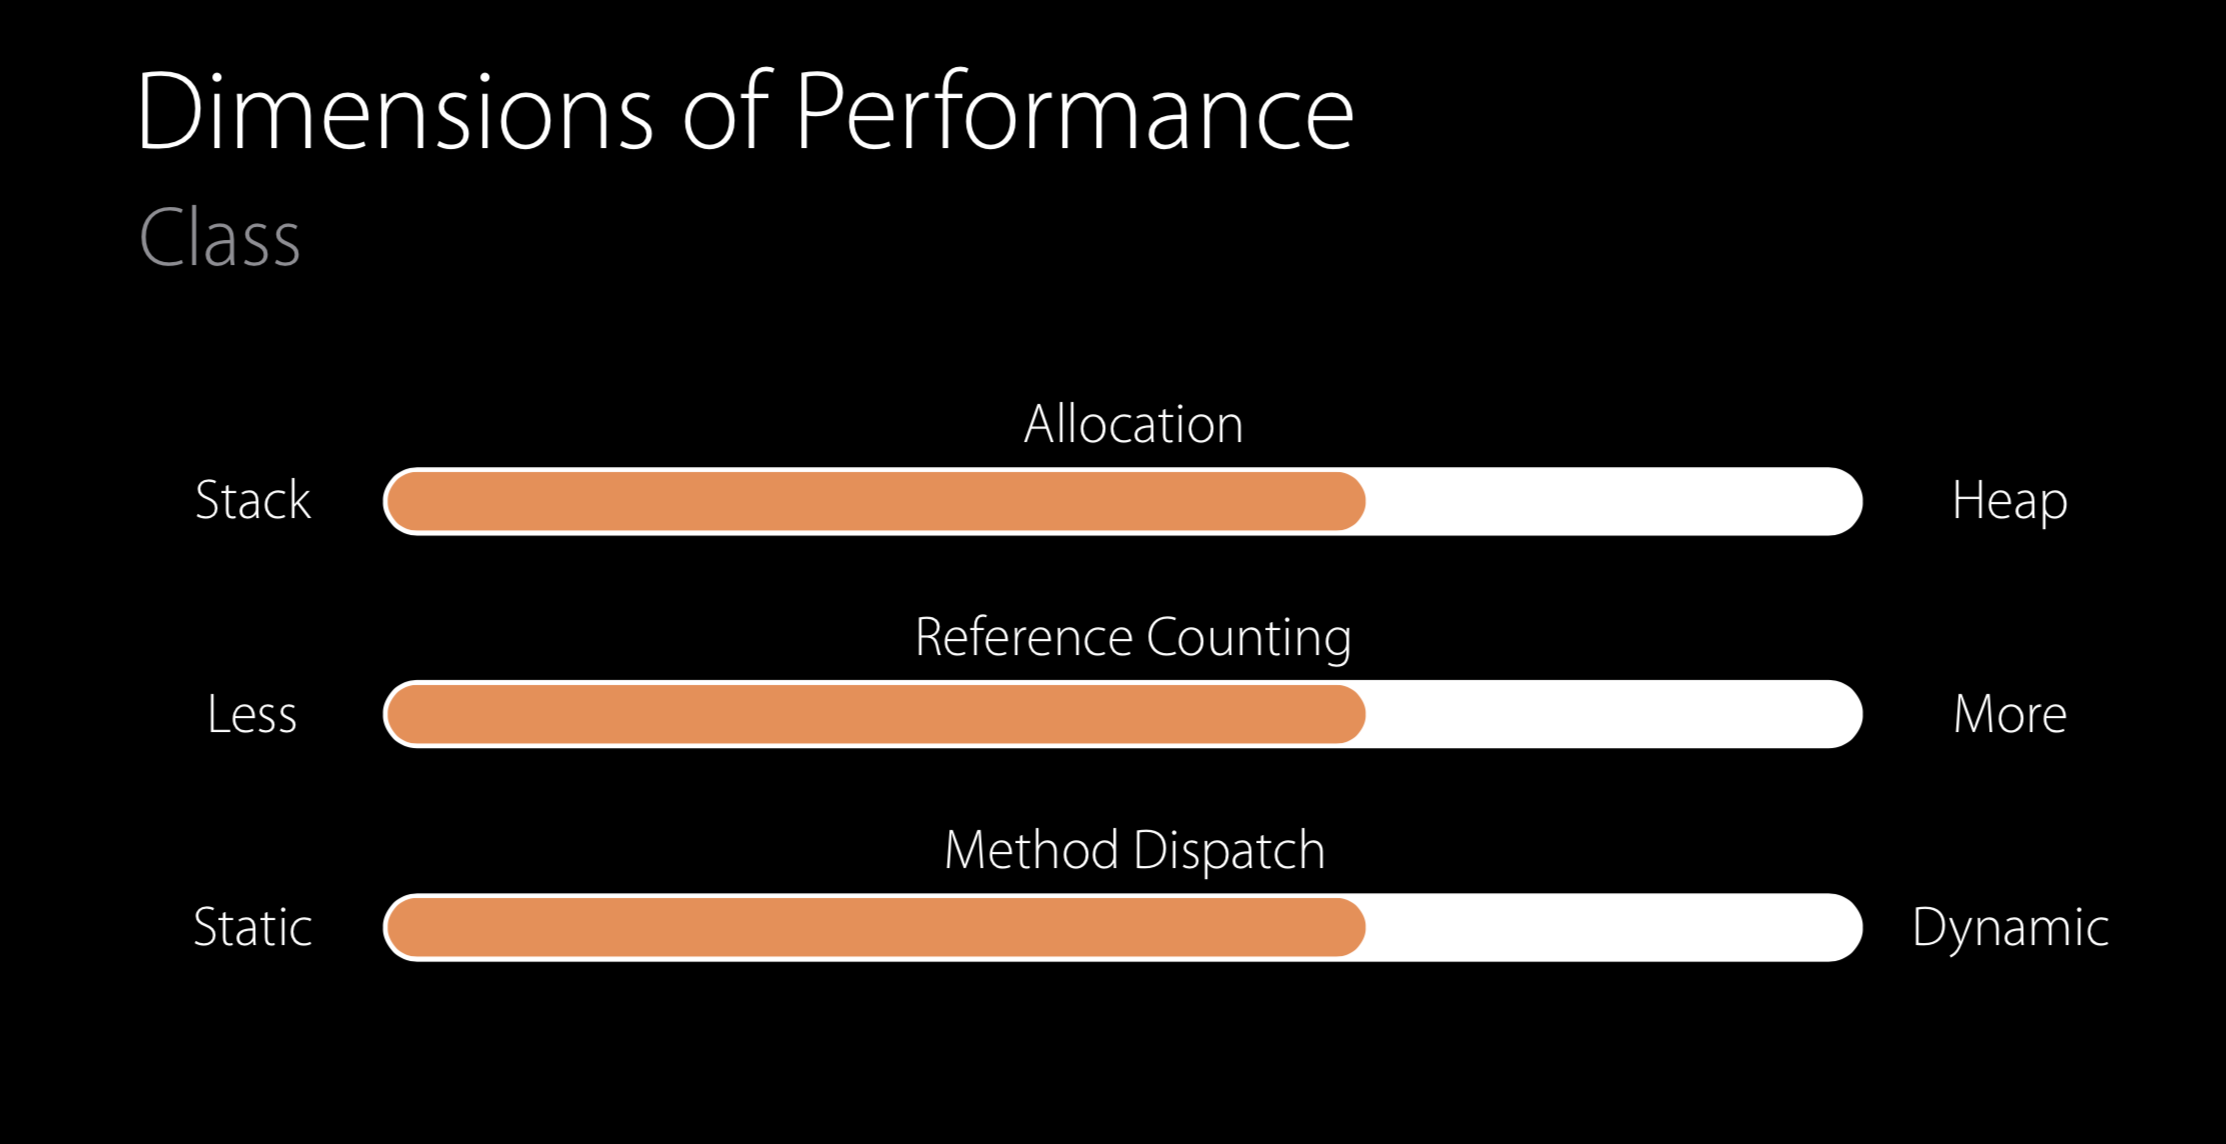 Dimensions of Performance
Class
Allocation
Stack
Heap
Reference Counting
Less
More
Method Dispatch
Static
Dynamic